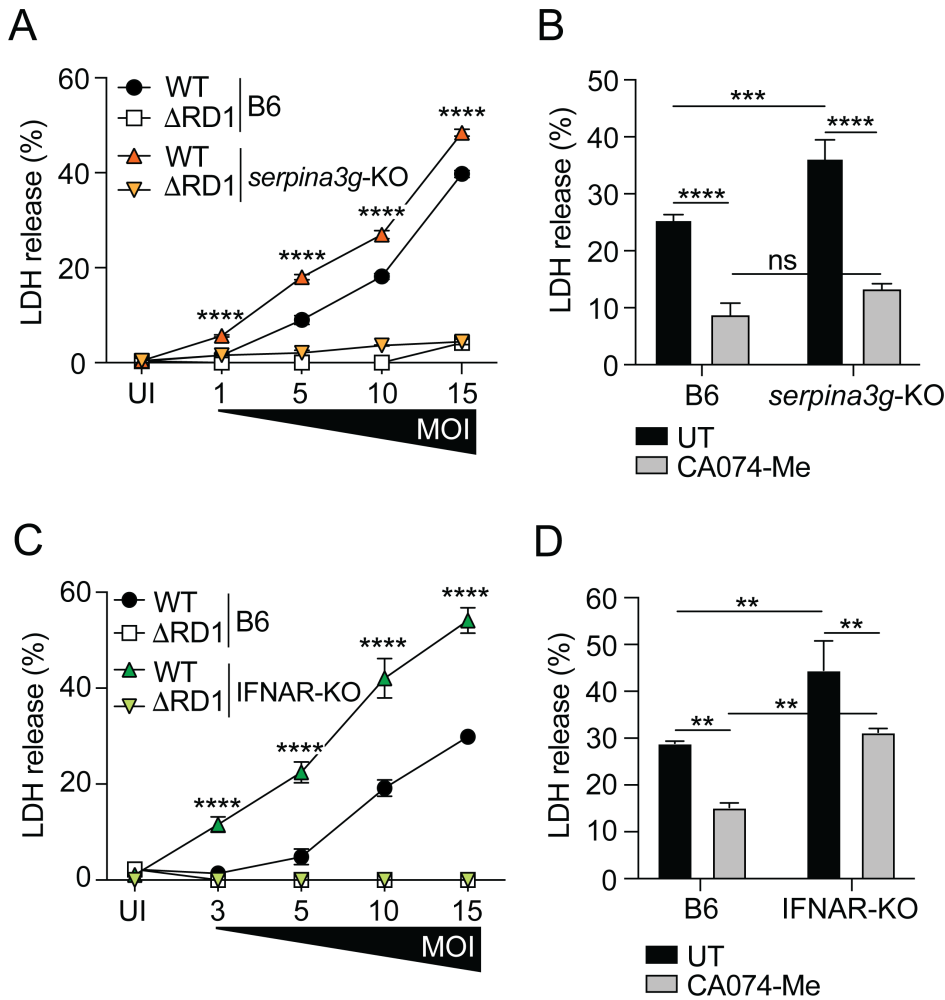 A
LDH release (%)
60
40
20
0
WT
ΔRD1
B6
WT
ΔRD1
serpina3g-KO
****
****
****
****
UI 1 5 10 15
MOI
B
LDH release (%)
50
40
30
20
10
0
***
****
****
ns
B6 serpina3g-KO
UT
CA074-Me
C
LDH release (%)
60
40
20
0
WT
ΔRD1
B6
WT
ΔRD1
IFNAR-KO
****
****
****
****
UI 3 5 10 15
MOI
D
LDH release (%)
60
50
40
30
20
10
0
**
**
**
**
B6 IFNAR-KO
UT
CA074-Me